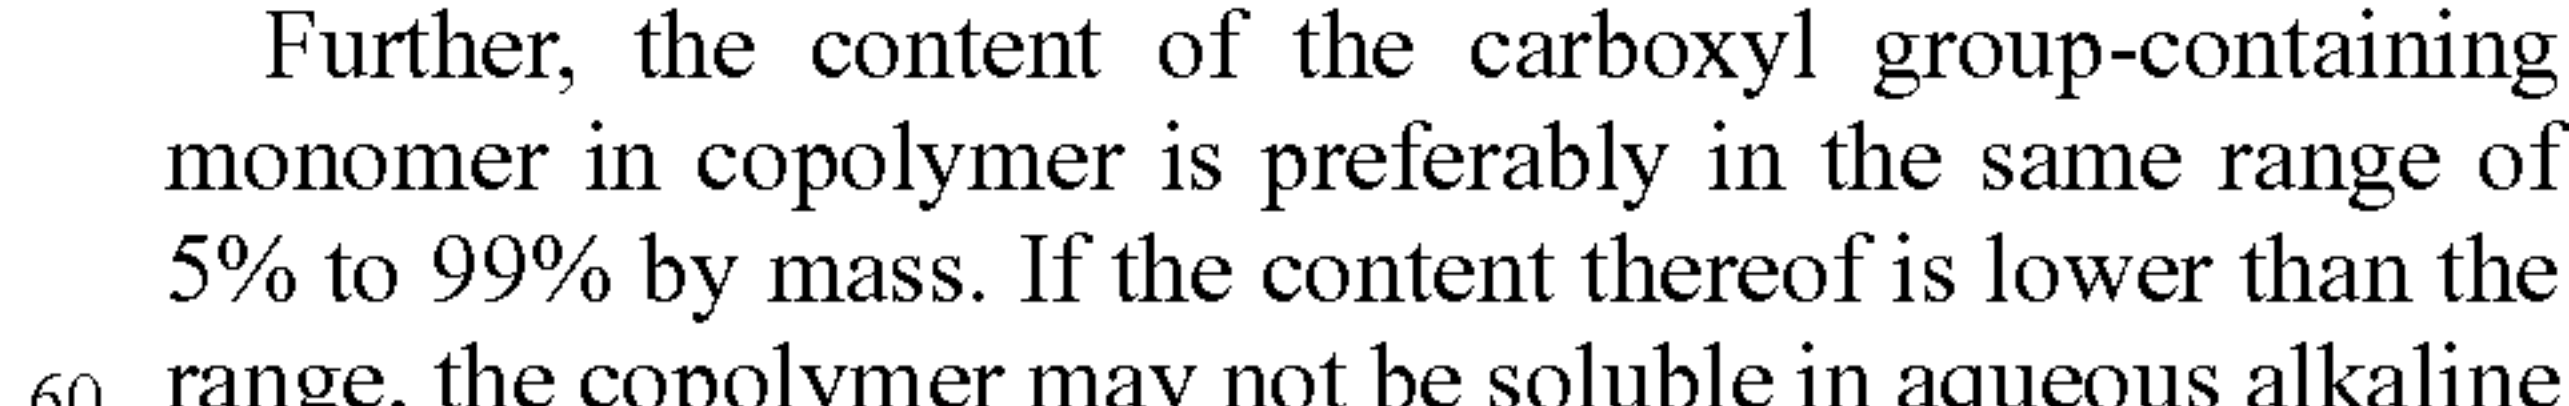 Further, the content of the carboxyl group-containing
monomer in copolymer is preferably in the same range of
5% to 99% by mass. If the content thereof is lower than the
60 range, the copolymer may not be soluble in aqueous alkaline